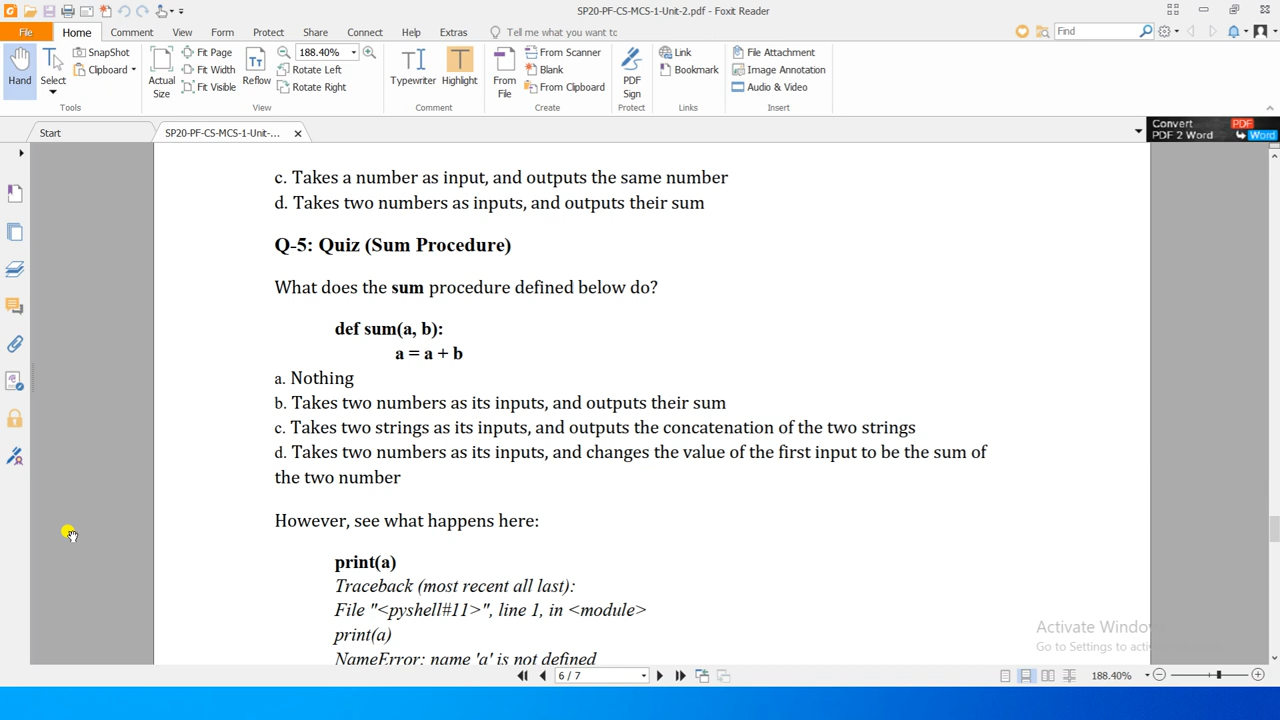 SP20-PF-CS-MCS-1-Unit-2.pdf - Foxit Reader
File Home Comment View Form Protect Share Connect Help Extras Tell me what you want tc Find
SnapShot Fit Page 188.40% From Scanner Link File Attachment
Clipboard Fit Width Rotate Left Blank Bookmark Image Annotation
Hand Select Actual Size Fit Visible Reflow Rotate Right Typewriter Highlight From File From Clipboard PDF Sign Audio & Video
Tools View Comment Create Protect Links Insert
Start SP20-PF-CS-MCS-1-Unit-...
Convert PDF
PDF 2 Word Word
c. Takes a number as input, and outputs the same number
d. Takes two numbers as inputs, and outputs their sum
Q-5: Quiz (Sum Procedure)
What does the sum procedure defined below do?
def sum(a, b):
a = a + b
a. Nothing
b. Takes two numbers as its inputs, and outputs their sum
c. Takes two strings as its inputs, and outputs the concatenation of the two strings
d. Takes two numbers as its inputs, and changes the value of the first input to be the sum of
the two number
However, see what happens here:
print(a)
Traceback (most recent all last):
File "<pyshell#11>", line 1, in <module>
print(a)
NameError: name 'a' is not defined
Activate Windo
Go to Settings to acti
6 / 7 188.40%